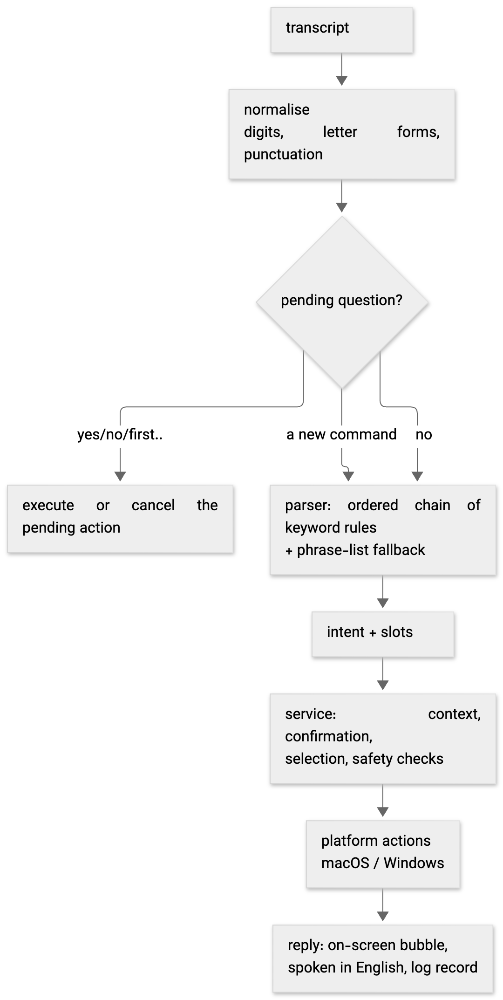 transcript
normalise
digits, letter forms,
punctuation
pending question?
yes/no/first..
a new command
no
execute or cancel the
pending action
parser: ordered chain of
keyword rules
+ phrase-list fallback
intent + slots
service: context,
confirmation,
selection, safety checks
platform actions
macOS / Windows
reply: on-screen bubble,
spoken in English, log record